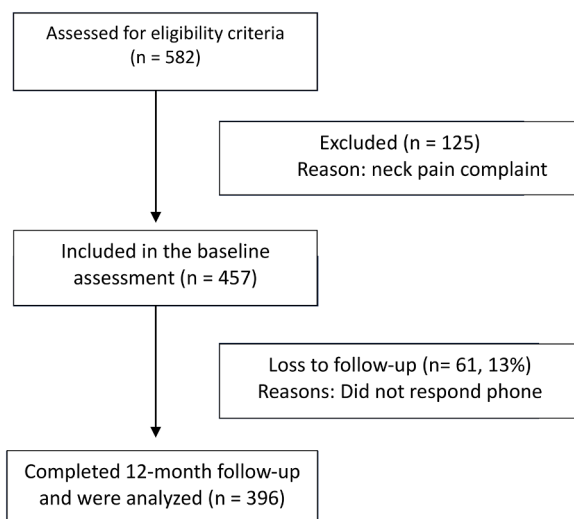 Assessed for eligibility criteria
(n = 582)
Excluded (n = 125)
Reason: neck pain complaint
Included in the baseline
assessment (n = 457)
Loss to follow-up (n= 61, 13%)
Reasons: Did not respond phone
Completed 12-month follow-up
and were analyzed (n = 396)